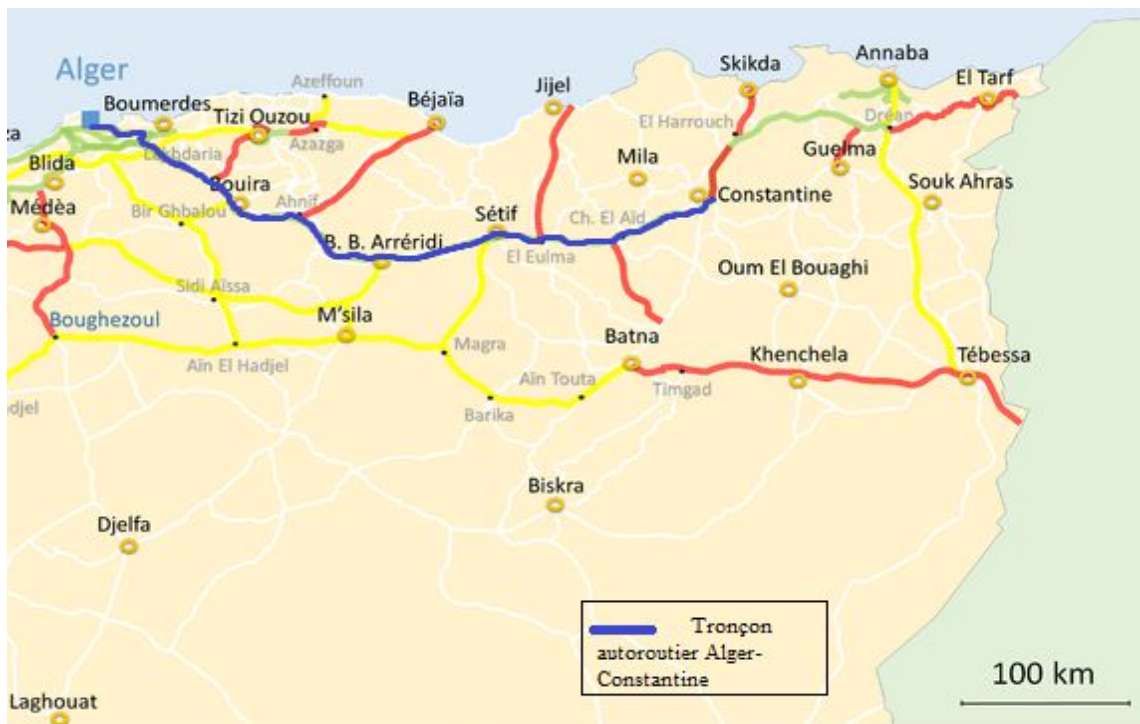 Alger
Azeffoun
Boumerdes
Tizi Ouzou
Béjaïa
Jijel
Skikda
Annaba
El Tarf
za
Lakhdaria
Azazga
El Harrouch
Dréan
Blida
Mila
Guelma
Médèa
Bouira
Ahnif
Constantine
Souk Ahras
Bir Ghbalou
Sétif
Ch. El Aïd
B. B. Arréridi
El Eulma
Oum El Bouaghi
Sidi Aïssa
Boughezoul
M'sila
Aïn El Hadjel
Magra
Batna
Khenchela
Tébessa
Aïn Touta
Timgad
djel
Barika
Biskra
Djelfa
Tronçon
autoroutier Alger-
Constantine
100 km
Laghouat